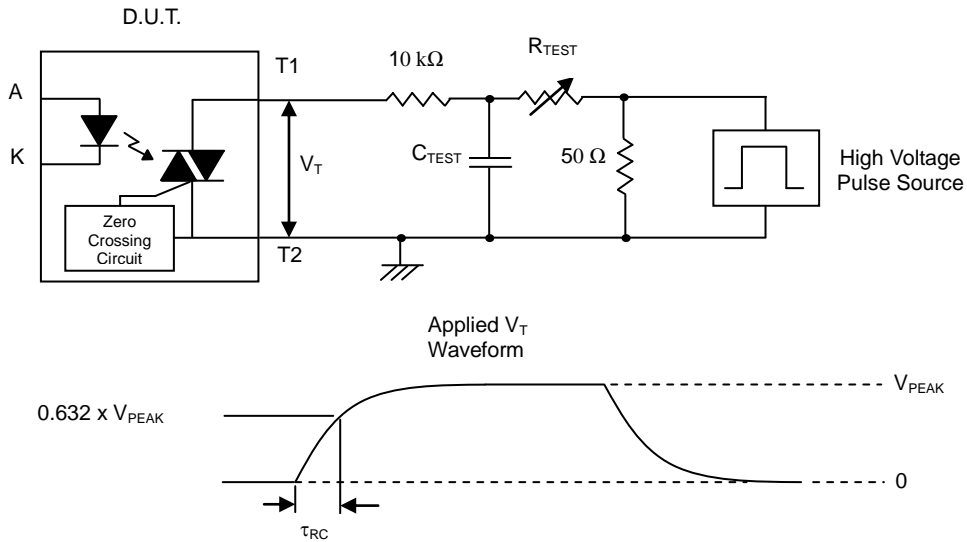 D.U.T.
T1
10 kΩ
R_TEST
A
K
V_T
C_TEST
50 Ω
High Voltage
Pulse Source
Zero
Crossing
Circuit
T2
Applied V_T
Waveform
V_PEAK
0.632 x V_PEAK
0
τ_RC